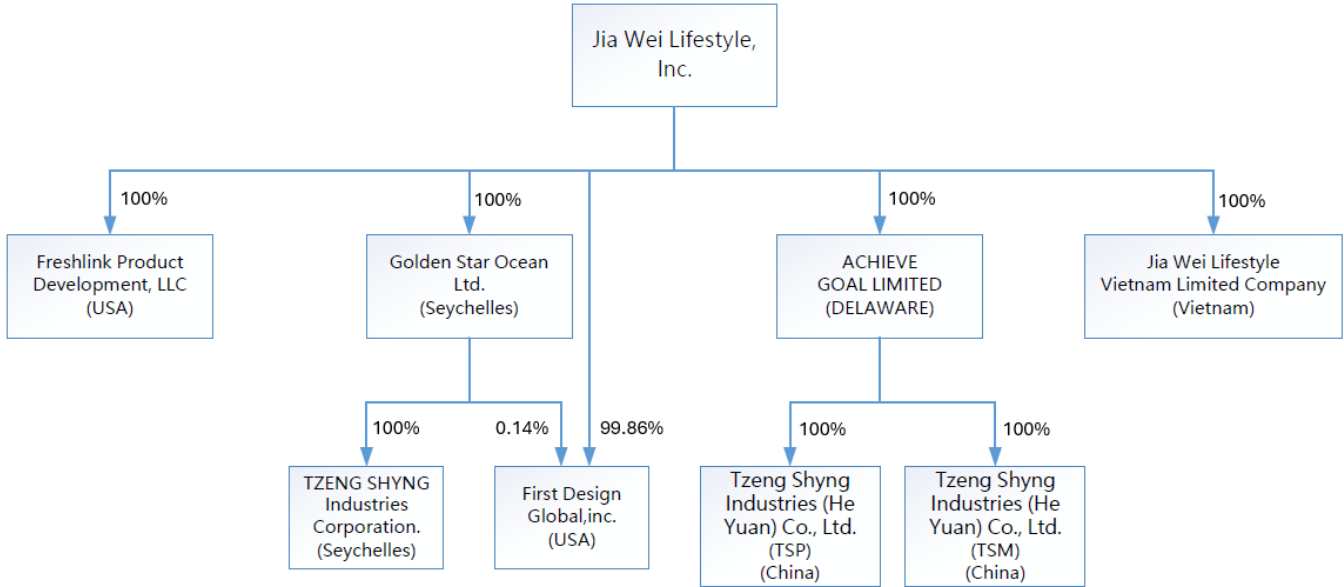 Jia Wei Lifestyle,
Inc.
100%
100%
100%
100%
Freshlink Product
Development, LLC
(USA)
Golden Star Ocean
Ltd.
(Seychelles)
ACHIEVE
GOAL LIMITED
(DELAWARE)
Jia Wei Lifestyle
Vietnam Limited Company
(Vietnam)
100%
0.14%
99.86%
100%
100%
TZENG SHYNG
Industries
Corporation.
(Seychelles)
First Design
Global,inc.
(USA)
Tzeng Shyng
Industries (He
Yuan) Co., Ltd.
(TSP)
(China)
Tzeng Shyng
Industries (He
Yuan) Co., Ltd.
(TSM)
(China)